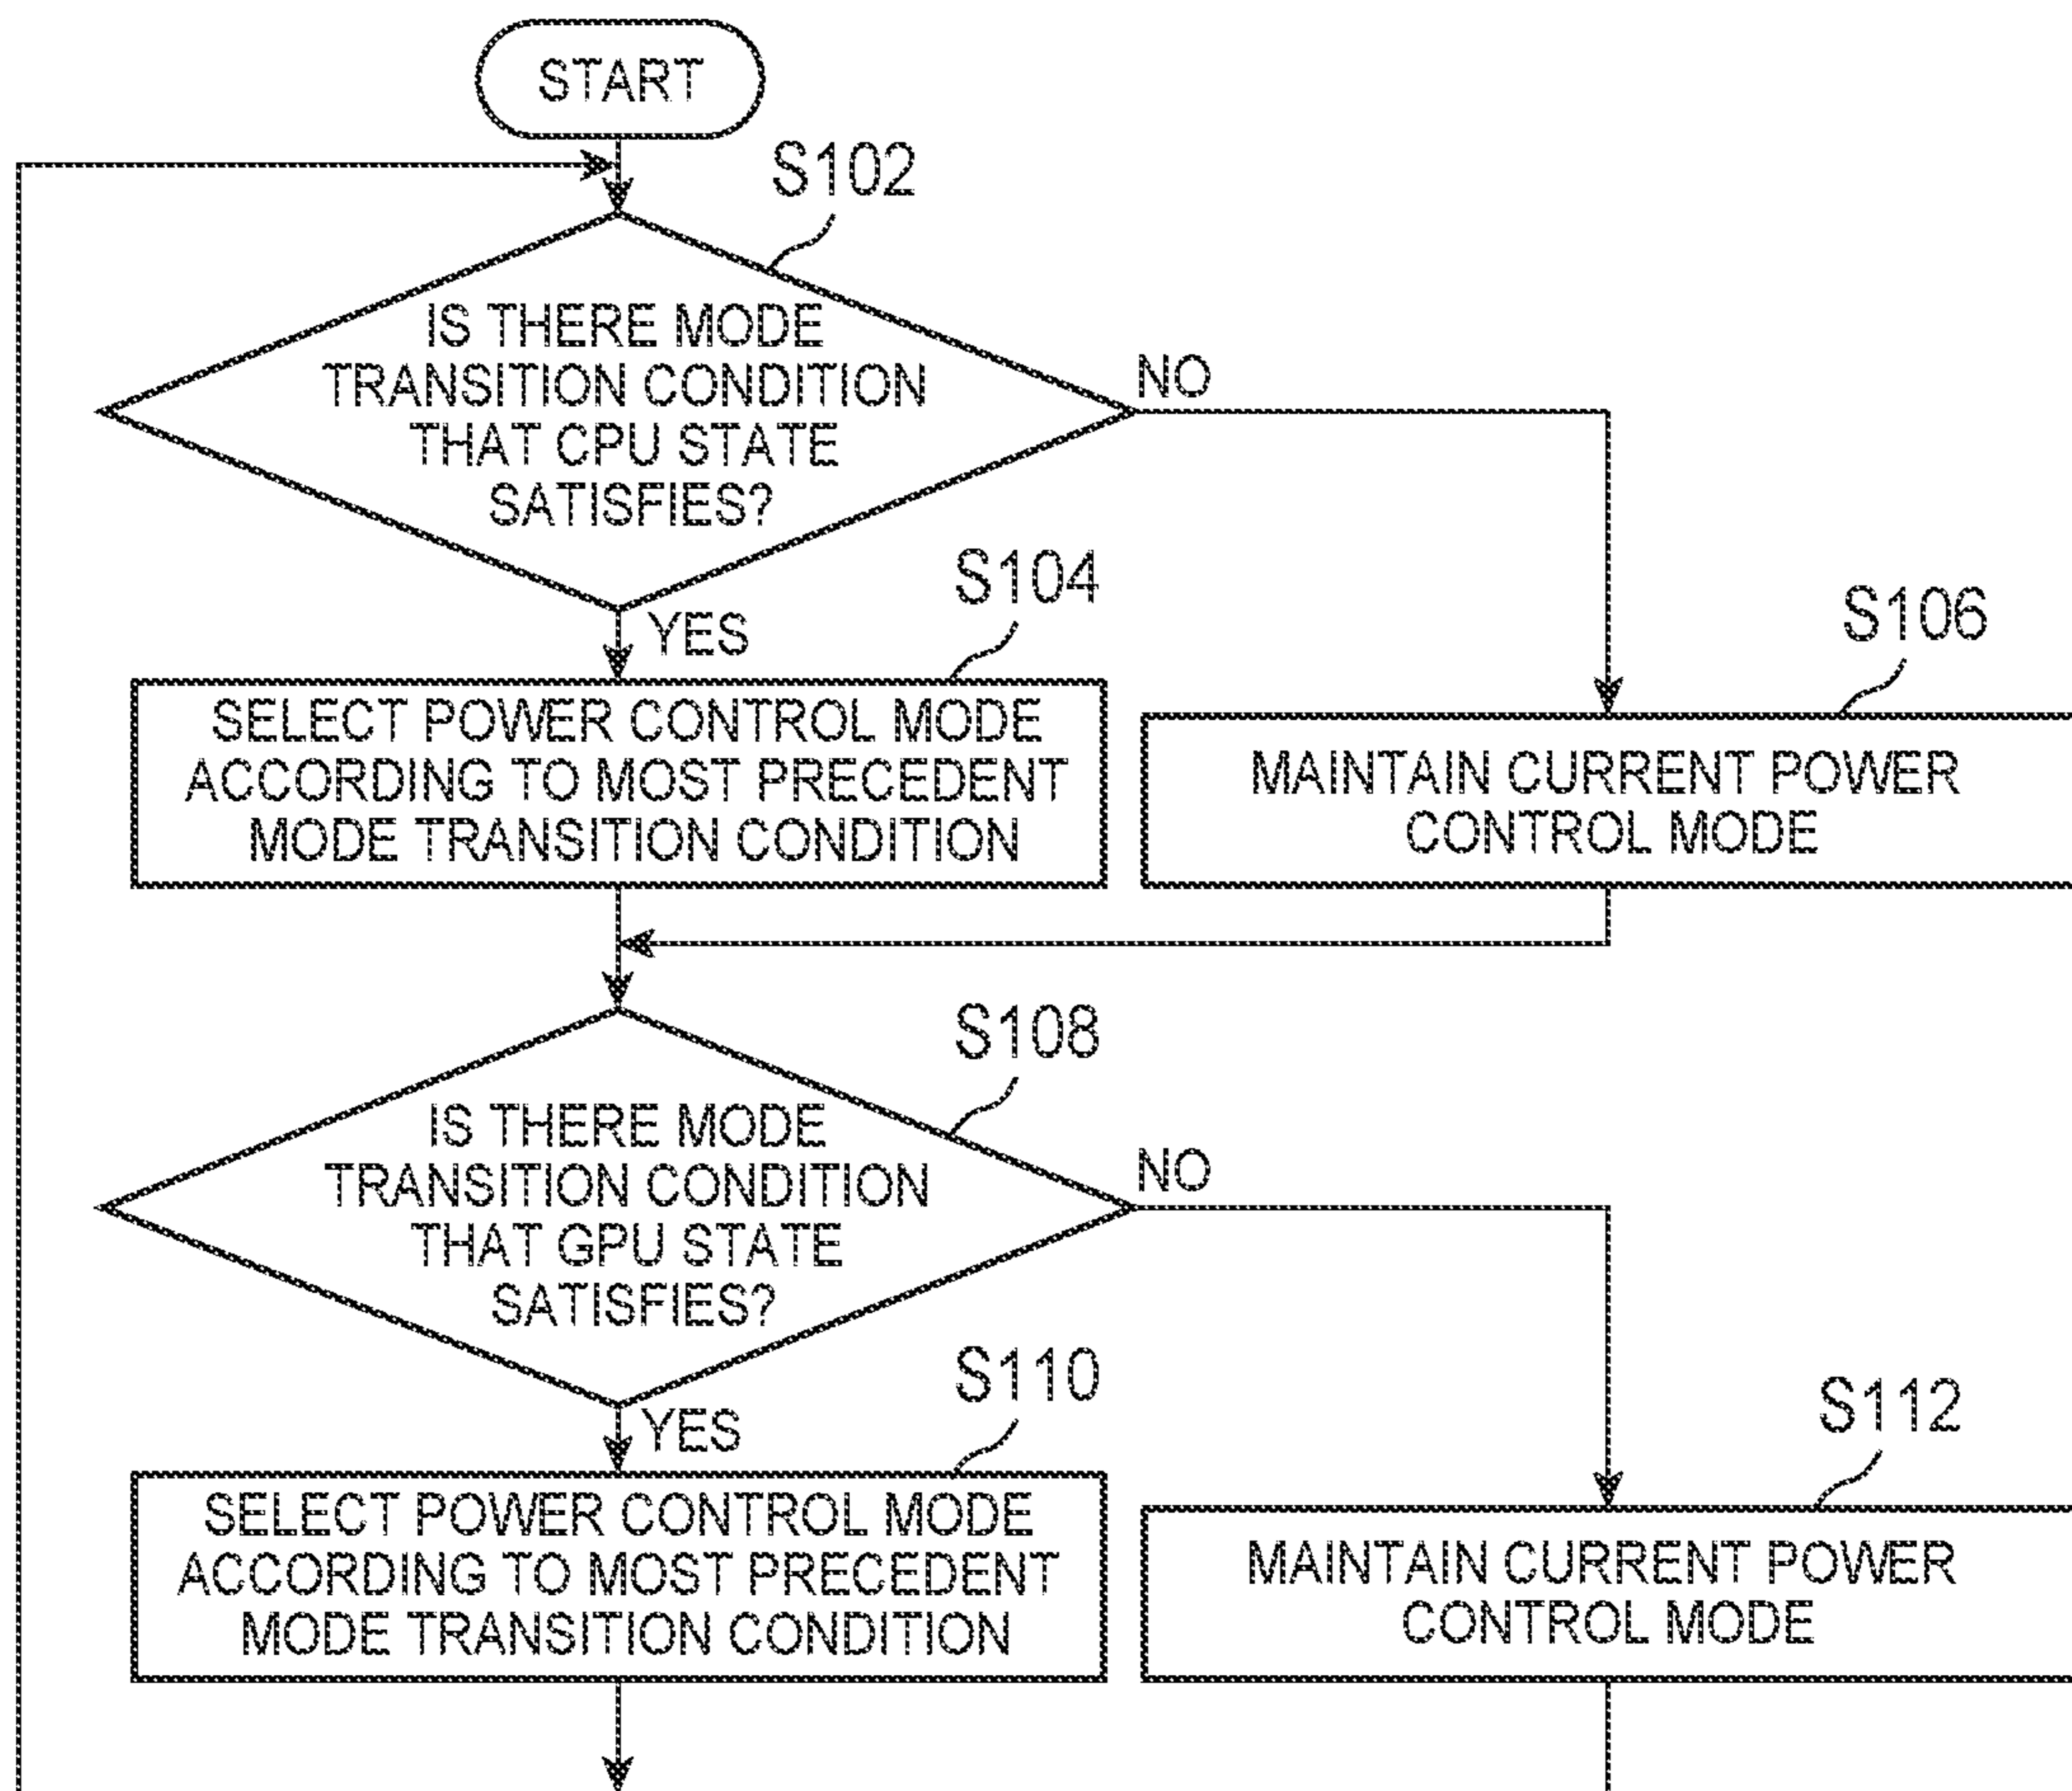 START
S102
IS THERE MODE
TRANSITION CONDITION
THAT CPU STATE
SATISFIES?
NO
YES
S104
SELECT POWER CONTROL MODE
ACCORDING TO MOST PRECEDENT
MODE TRANSITION CONDITION
S106
MAINTAIN CURRENT POWER
CONTROL MODE
S108
IS THERE MODE
TRANSITION CONDITION
THAT GPU STATE
SATISFIES?
NO
YES
S110
SELECT POWER CONTROL MODE
ACCORDING TO MOST PRECEDENT
MODE TRANSITION CONDITION
S112
MAINTAIN CURRENT POWER
CONTROL MODE